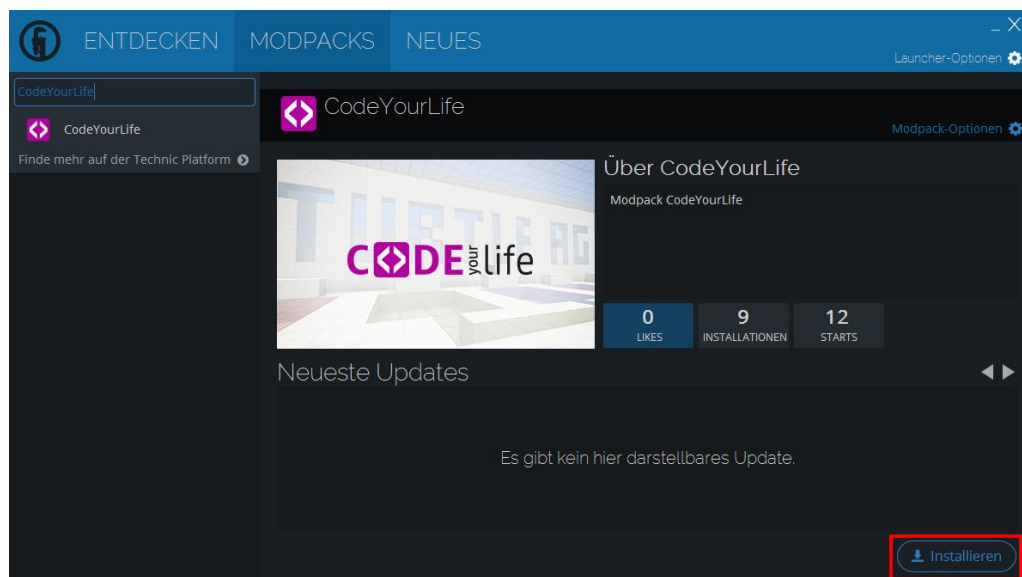 ENTDECKEN
MODPACKS
NEUES
Launcher-Optionen
CodeYourLife
CodeYourLife
Finde mehr auf der Technic Platform
CodeYourLife
Modpack-Optionen
TURTLE AG
CODE your life
Über CodeYourLife
Modpack CodeYourLife
0
LIKES
9
INSTALLATIONEN
12
STARTS
Neueste Updates
Es gibt kein hier darstellbares Update.
Installieren